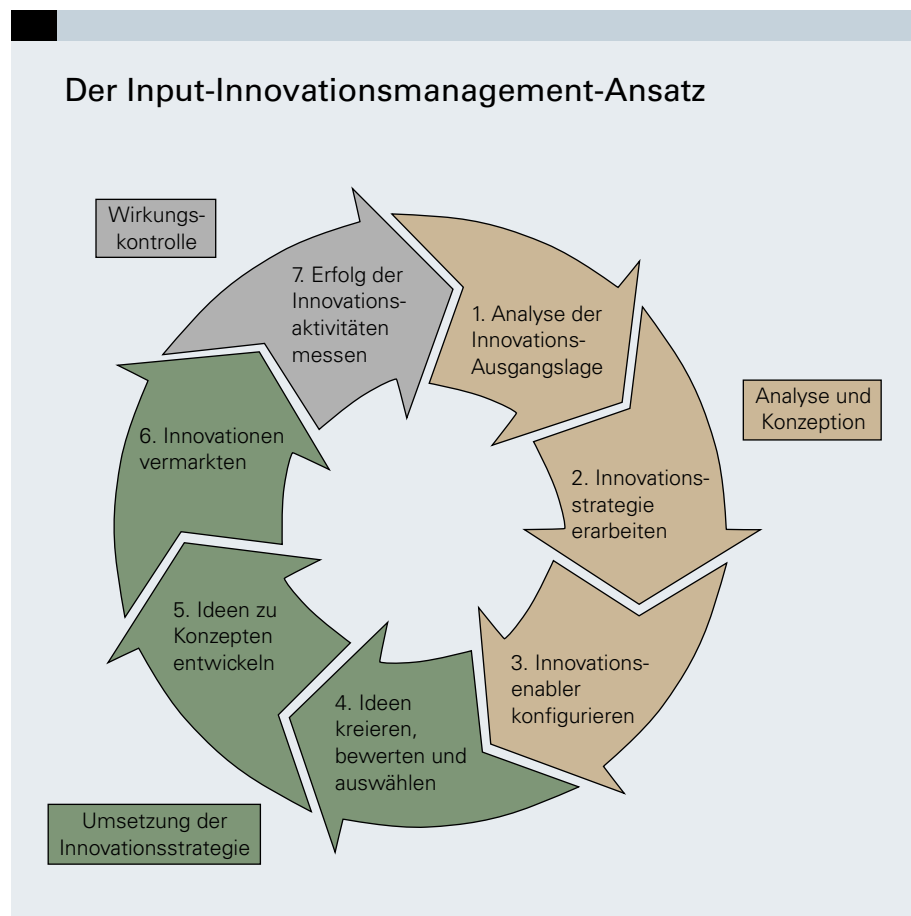 Der Input-Innovationsmanagement-Ansatz
Wirkungs-
kontrolle
7. Erfolg der
Innovations-
aktivitäten
messen
1. Analyse der
Innovations-
Ausgangslage
Analyse und
Konzeption
6. Innovationen
vermarkten
2. Innovations-
strategie
erarbeiten
5. Ideen zu
Konzepten
entwickeln
3. Innovations-
enabler
konfigurieren
4. Ideen
kreieren,
bewerten und
auswählen
Umsetzung der
Innovationsstrategie